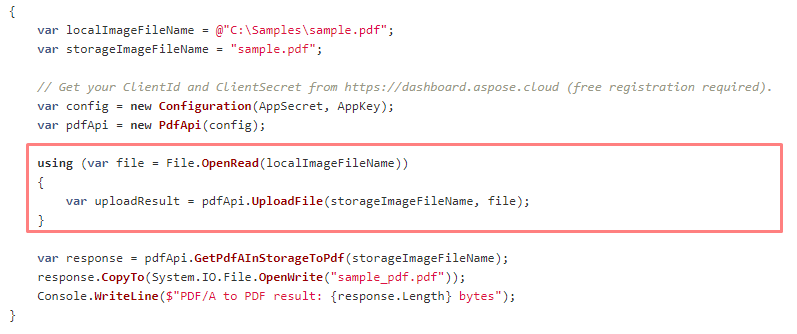 {
    var localImageFileName = @"C:\Samples\sample.pdf";
    var storageImageFileName = "sample.pdf";

    // Get your ClientId and ClientSecret from https://dashboard.aspose.cloud (free registration required).
    var config = new Configuration(AppSecret, AppKey);
    var pdfApi = new PdfApi(config);

    using (var file = File.OpenRead(localImageFileName))
    {
        var uploadResult = pdfApi.UploadFile(storageImageFileName, file);
    }

    var response = pdfApi.GetPdfAInStorageToPdf(storageImageFileName);
    response.CopyTo(System.IO.File.OpenWrite("sample_pdf.pdf"));
    Console.WriteLine($"PDF/A to PDF result: {response.Length} bytes");
}